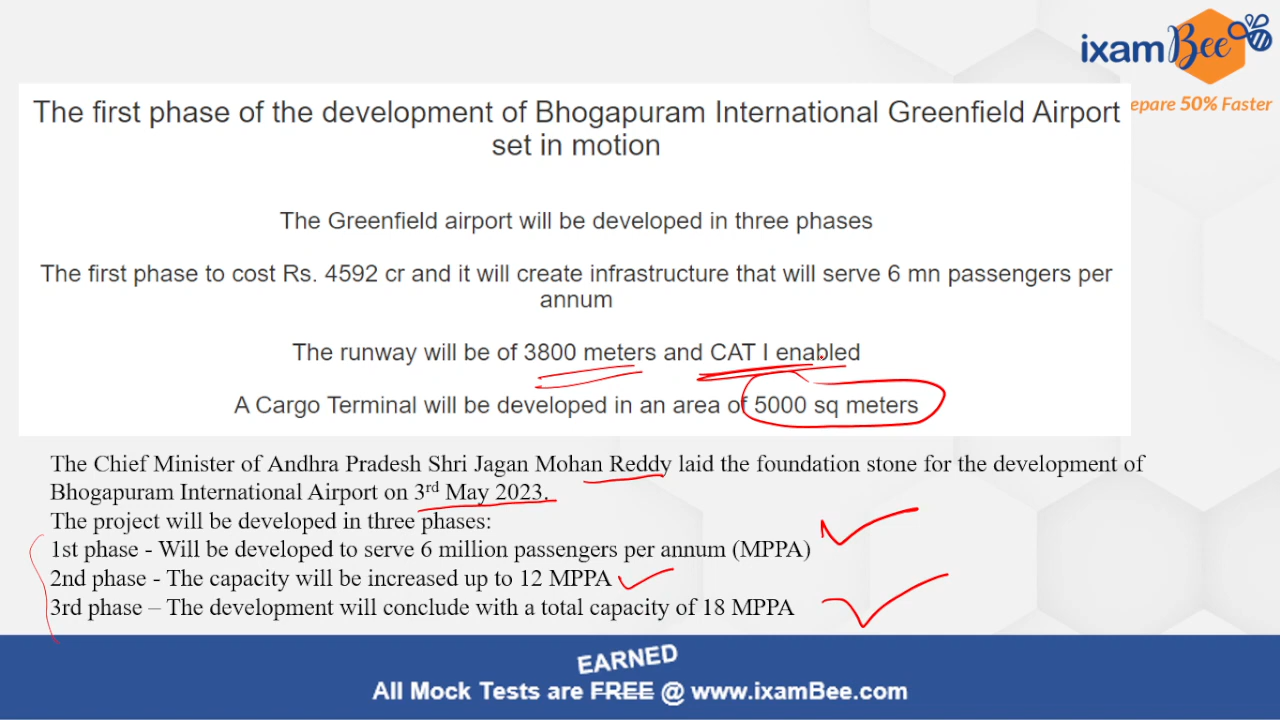 ixamBee
epare 50% Faster
The first phase of the development of Bhogapuram International Greenfield Airport
set in motion
The Greenfield airport will be developed in three phases
The first phase to cost Rs. 4592 cr and it will create infrastructure that will serve 6 mn passengers per
annum
The runway will be of 3800 meters and CAT I enabled
A Cargo Terminal will be developed in an area of 5000 sq meters
The Chief Minister of Andhra Pradesh Shri Jagan Mohan Reddy laid the foundation stone for the development of
Bhogapuram International Airport on 3rd May 2023.
The project will be developed in three phases:
1st phase - Will be developed to serve 6 million passengers per annum (MPPA)
2nd phase - The capacity will be increased up to 12 MPPA
3rd phase – The development will conclude with a total capacity of 18 MPPA
EARNED
All Mock Tests are FREE @ www.ixamBee.com